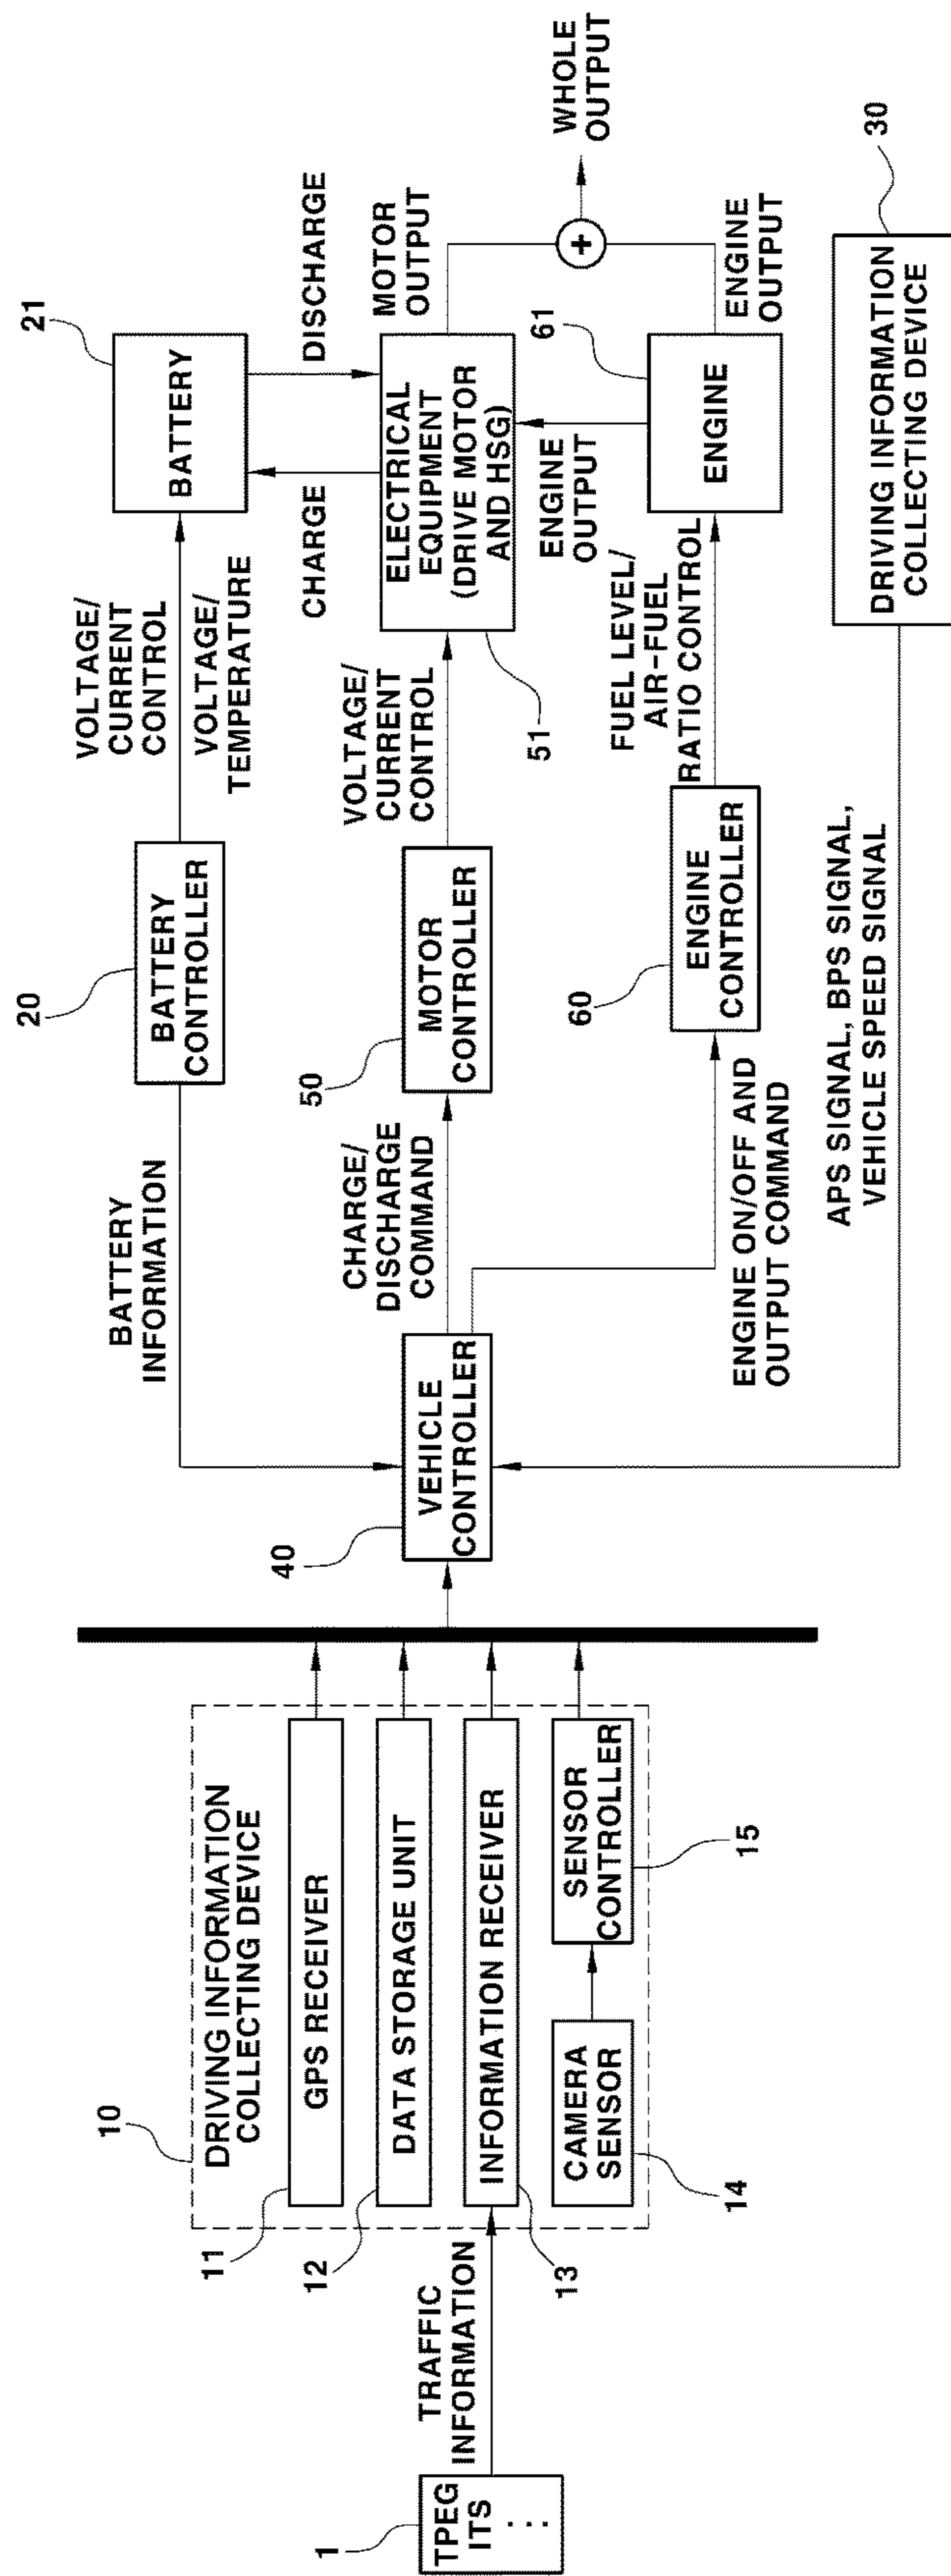 1
TPEG
ITS
...
TRAFFIC
INFORMATION
10
DRIVING INFORMATION
COLLECTING DEVICE
11
GPS RECEIVER
12
DATA STORAGE UNIT
13
INFORMATION RECEIVER
14
CAMERA
SENSOR
15
SENSOR
CONTROLLER
40
VEHICLE
CONTROLLER
BATTERY
INFORMATION
20
BATTERY
CONTROLLER
VOLTAGE/
CURRENT
CONTROL
VOLTAGE/
TEMPERATURE
21
BATTERY
CHARGE
DISCHARGE
CHARGE/
DISCHARGE
COMMAND
50
MOTOR
CONTROLLER
VOLTAGE/
CURRENT
CONTROL
51
ELECTRICAL
EQUIPMENT
(DRIVE MOTOR
AND HSG)
MOTOR
OUTPUT
ENGINE ON/OFF AND
OUTPUT COMMAND
60
ENGINE
CONTROLLER
FUEL LEVEL/
AIR-FUEL
RATIO CONTROL
ENGINE
OUTPUT
61
ENGINE
ENGINE
OUTPUT
+
WHOLE
OUTPUT
APS SIGNAL, BPS SIGNAL,
VEHICLE SPEED SIGNAL
30
DRIVING INFORMATION
COLLECTING DEVICE